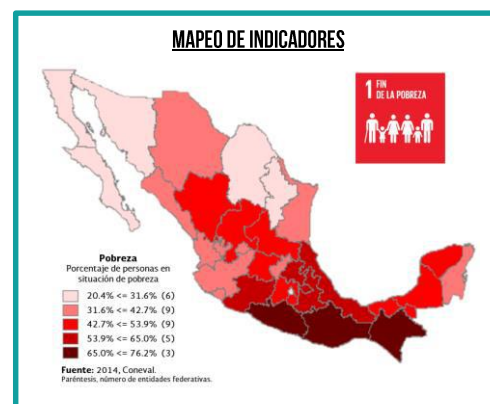 MAPEO DE INDICADORES
1 FIN
DE LA POBREZA
Pobreza
Porcentaje de personas en
situación de pobreza
20.4% <= 31.6% (6)
31.6% <= 42.7% (9)
42.7% <= 53.9% (9)
53.9% <= 65.0% (5)
65.0% <= 76.2% (3)
Fuente: 2014, Coneval.
Paréntesis, número de entidades federativas.